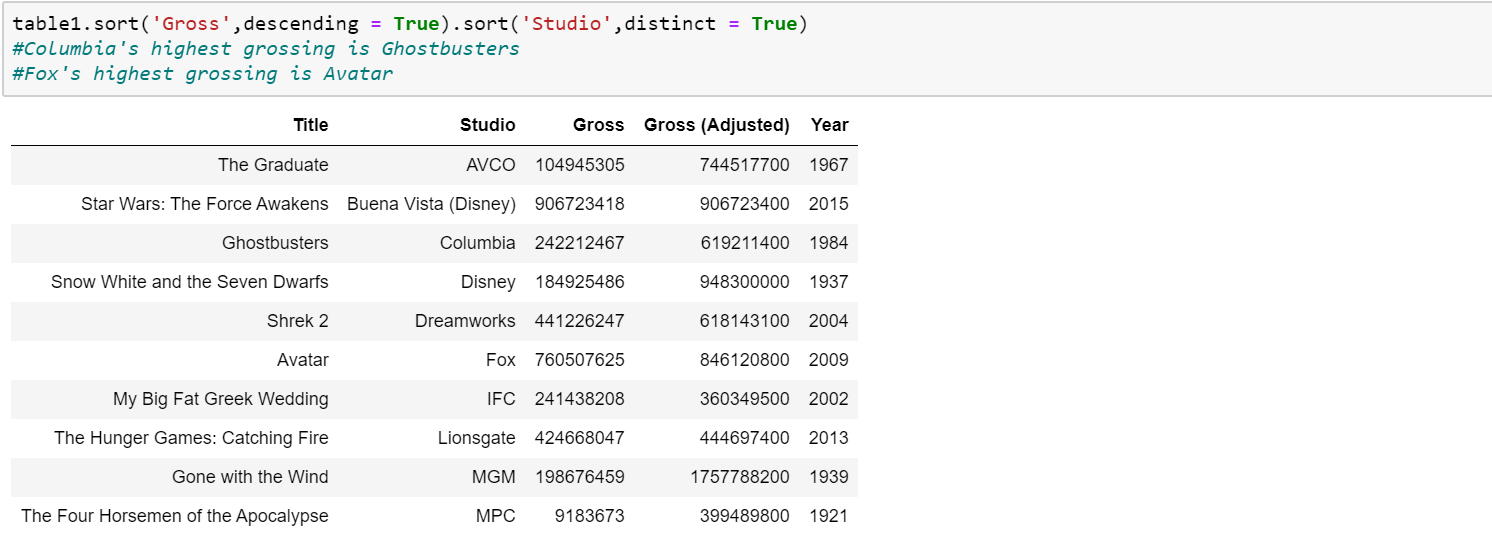 table1.sort('Gross',descending = True).sort('Studio',distinct = True)
#Columbia's highest grossing is Ghostbusters
#Fox's highest grossing is Avatar
Title Studio Gross Gross (Adjusted) Year
The Graduate AVCO 104945305 744517700 1967
Star Wars: The Force Awakens Buena Vista (Disney) 906723418 906723400 2015
Ghostbusters Columbia 242212467 619211400 1984
Snow White and the Seven Dwarfs Disney 184925486 948300000 1937
Shrek 2 Dreamworks 441226247 618143100 2004
Avatar Fox 760507625 846120800 2009
My Big Fat Greek Wedding IFC 241438208 360349500 2002
The Hunger Games: Catching Fire Lionsgate 424668047 444697400 2013
Gone with the Wind MGM 198676459 1757788200 1939
The Four Horsemen of the Apocalypse MPC 9183673 399489800 1921